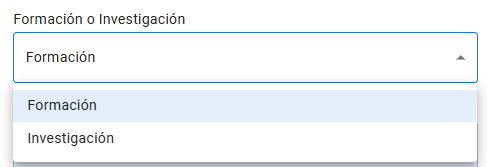 Formación o Investigación
Formación
Formación
Investigación